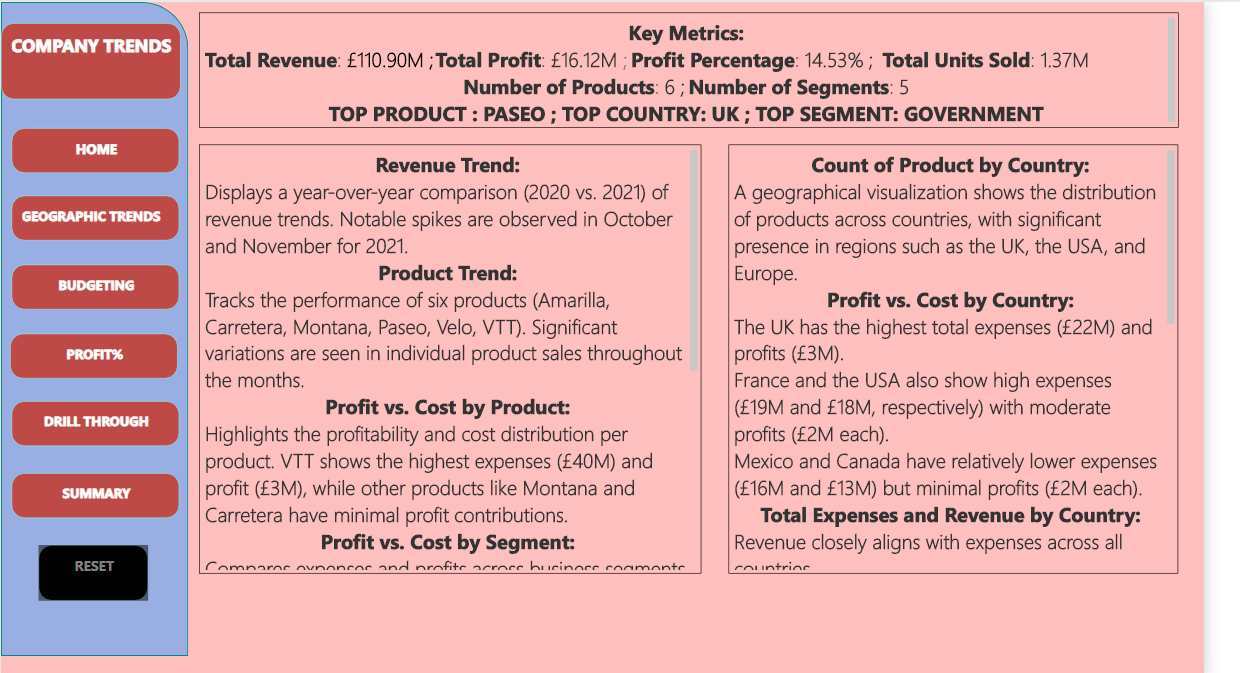 COMPANY TRENDS
HOME
GEOGRAPHIC TRENDS
BUDGETING
PROFIT%
DRILL THROUGH
SUMMARY
RESET
Key Metrics:
Total Revenue: £110.90M ;Total Profit: £16.12M ; Profit Percentage: 14.53% ; Total Units Sold: 1.37M
Number of Products: 6 ; Number of Segments: 5
TOP PRODUCT : PASEO ; TOP COUNTRY: UK ; TOP SEGMENT: GOVERNMENT
Revenue Trend:
Displays a year-over-year comparison (2020 vs. 2021) of
revenue trends. Notable spikes are observed in October
and November for 2021.
Product Trend:
Tracks the performance of six products (Amarilla,
Carretera, Montana, Paseo, Velo, VTT). Significant
variations are seen in individual product sales throughout
the months.
Profit vs. Cost by Product:
Highlights the profitability and cost distribution per
product. VTT shows the highest expenses (£40M) and
profit (£3M), while other products like Montana and
Carretera have minimal profit contributions.
Profit vs. Cost by Segment:
Compares expenses and profits across business segments
Count of Product by Country:
A geographical visualization shows the distribution
of products across countries, with significant
presence in regions such as the UK, the USA, and
Europe.
Profit vs. Cost by Country:
The UK has the highest total expenses (£22M) and
profits (£3M).
France and the USA also show high expenses
(£19M and £18M, respectively) with moderate
profits (£2M each).
Mexico and Canada have relatively lower expenses
(£16M and £13M) but minimal profits (£2M each).
Total Expenses and Revenue by Country:
Revenue closely aligns with expenses across all
countries